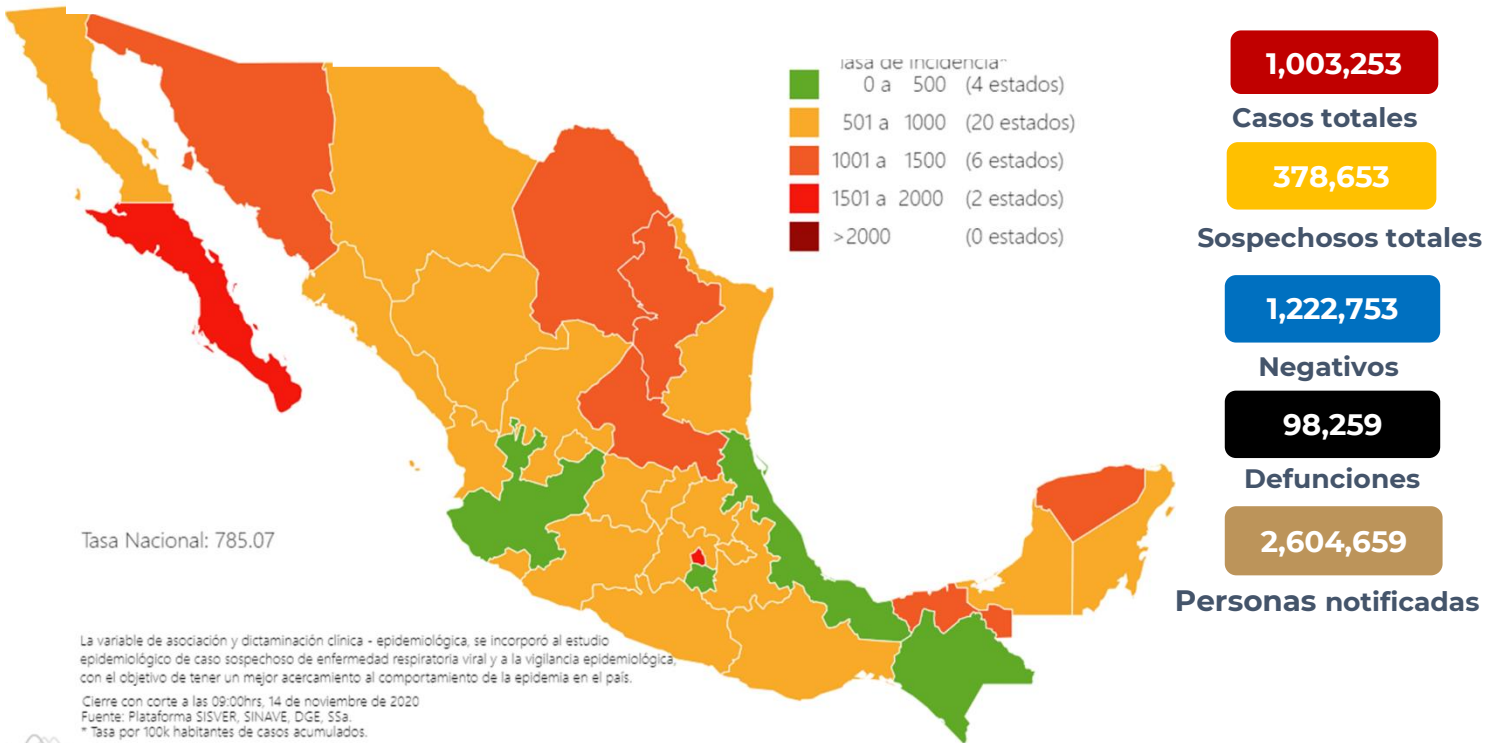 Tasa de incidencia*
0 a 500 (4 estados)
501 a 1000 (20 estados)
1001 a 1500 (6 estados)
1501 a 2000 (2 estados)
>2000 (0 estados)
1,003,253
Casos totales
378,653
Sospechosos totales
1,222,753
Negativos
98,259
Defunciones
2,604,659
Personas notificadas
Tasa Nacional: 785.07
La variable de asociación y dictaminación clínica - epidemiológica, se incorporó al estudio
epidemiológico de caso sospechoso de enfermedad respiratoria viral y a la vigilancia epidemiológica,
con el objetivo de tener un mejor acercamiento al comportamiento de la epidemia en el país.
Cierre con corte a las 09:00hrs, 14 de noviembre de 2020
Fuente: Plataforma SISVER, SINAVE, DGE, SSa.
* Tasa por 100k habitantes de casos acumulados.